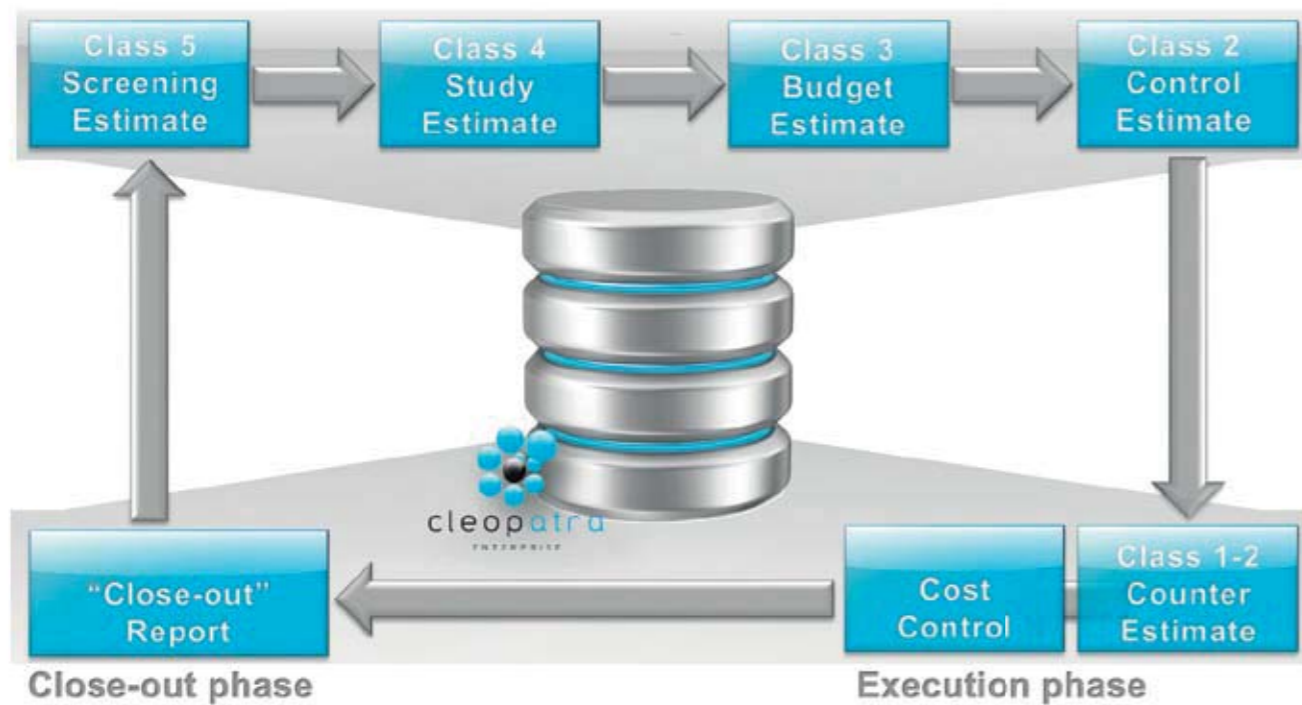 Class 5
Screening
Estimate
Class 4
Study
Estimate
Class 3
Budget
Estimate
Class 2
Control
Estimate
cleopatra
ENTERPRISE
“Close-out”
Report
Cost
Control
Class 1-2
Counter
Estimate
Close-out phase
Execution phase